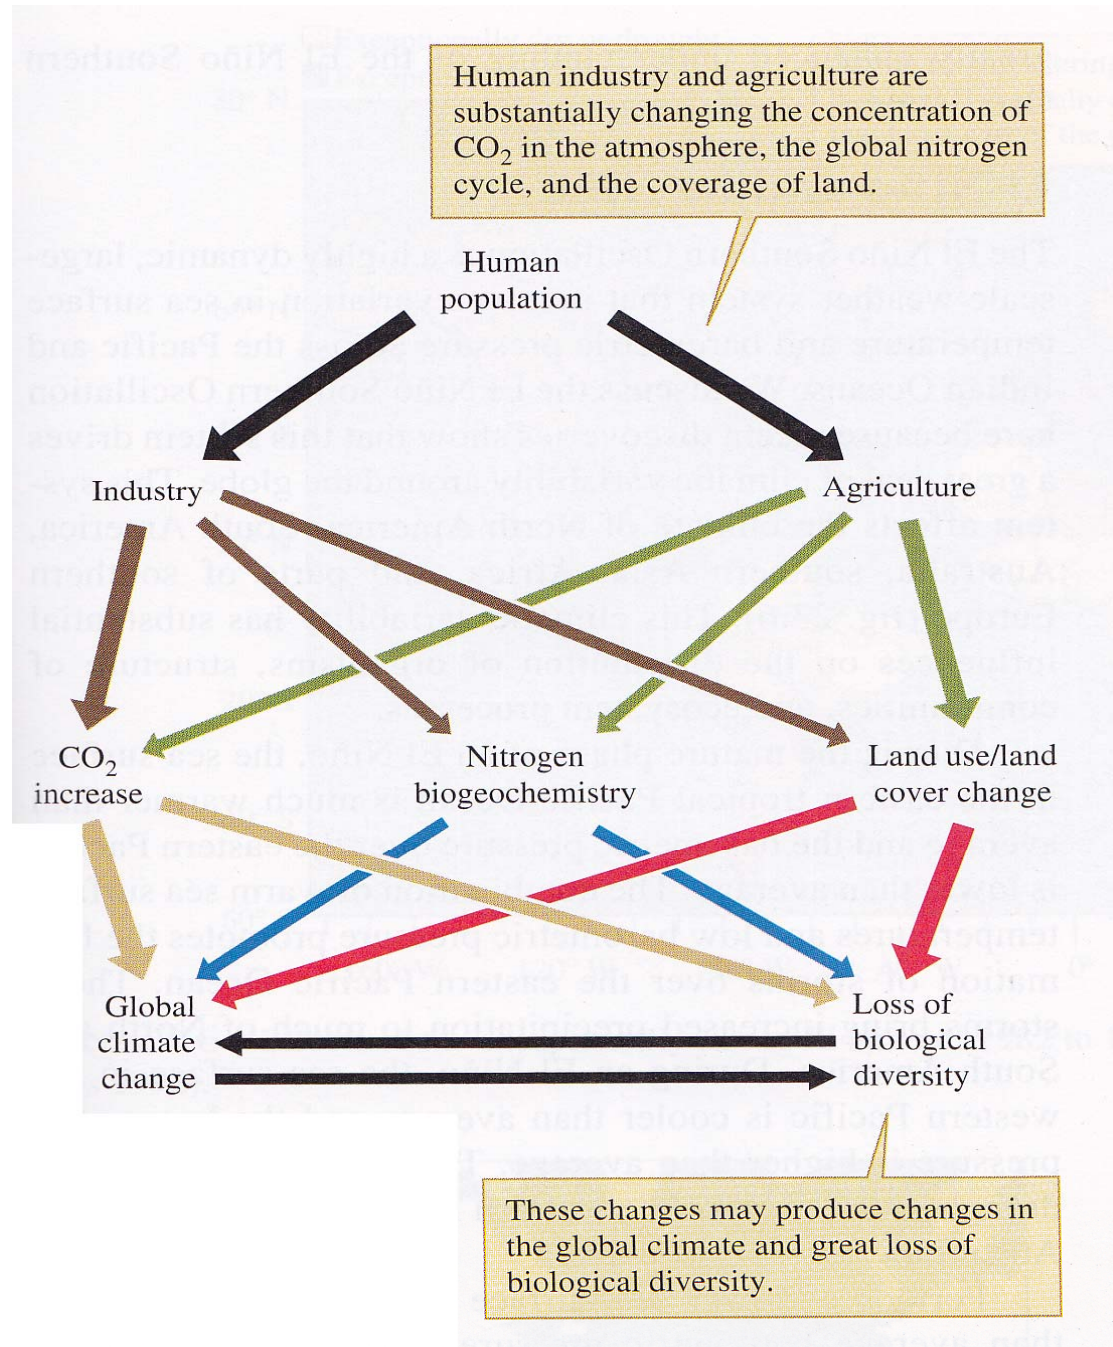 Human industry and agriculture are
substantially changing the concentration of
CO₂ in the atmosphere, the global nitrogen
cycle, and the coverage of land.
Human
population
Industry
Agriculture
CO₂
increase
Nitrogen
biogeochemistry
Land use/land
cover change
Global
climate
change
Loss of
biological
diversity
These changes may produce changes in
the global climate and great loss of
biological diversity.